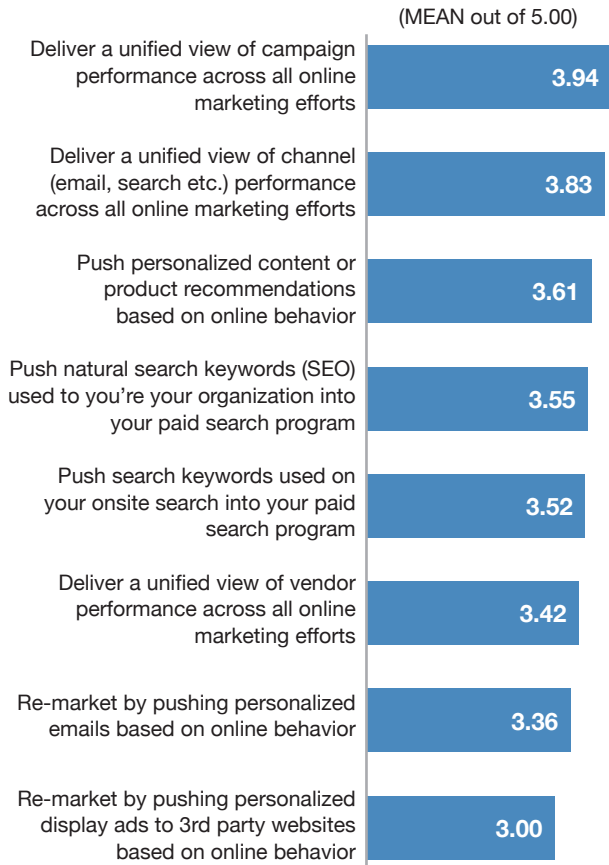 (MEAN out of 5.00)
Deliver a unified view of campaign
performance across all online
marketing efforts
3.94
Deliver a unified view of channel
(email, search etc.) performance
across all online marketing efforts
3.83
Push personalized content or
product recommendations
based on online behavior
3.61
Push natural search keywords (SEO)
used to you’re your organization into
your paid search program
3.55
Push search keywords used on
your onsite search into your paid
search program
3.52
Deliver a unified view of vendor
performance across all online
marketing efforts
3.42
Re-market by pushing personalized
emails based on online behavior
3.36
Re-market by pushing personalized
display ads to 3rd party websites
based on online behavior
3.00